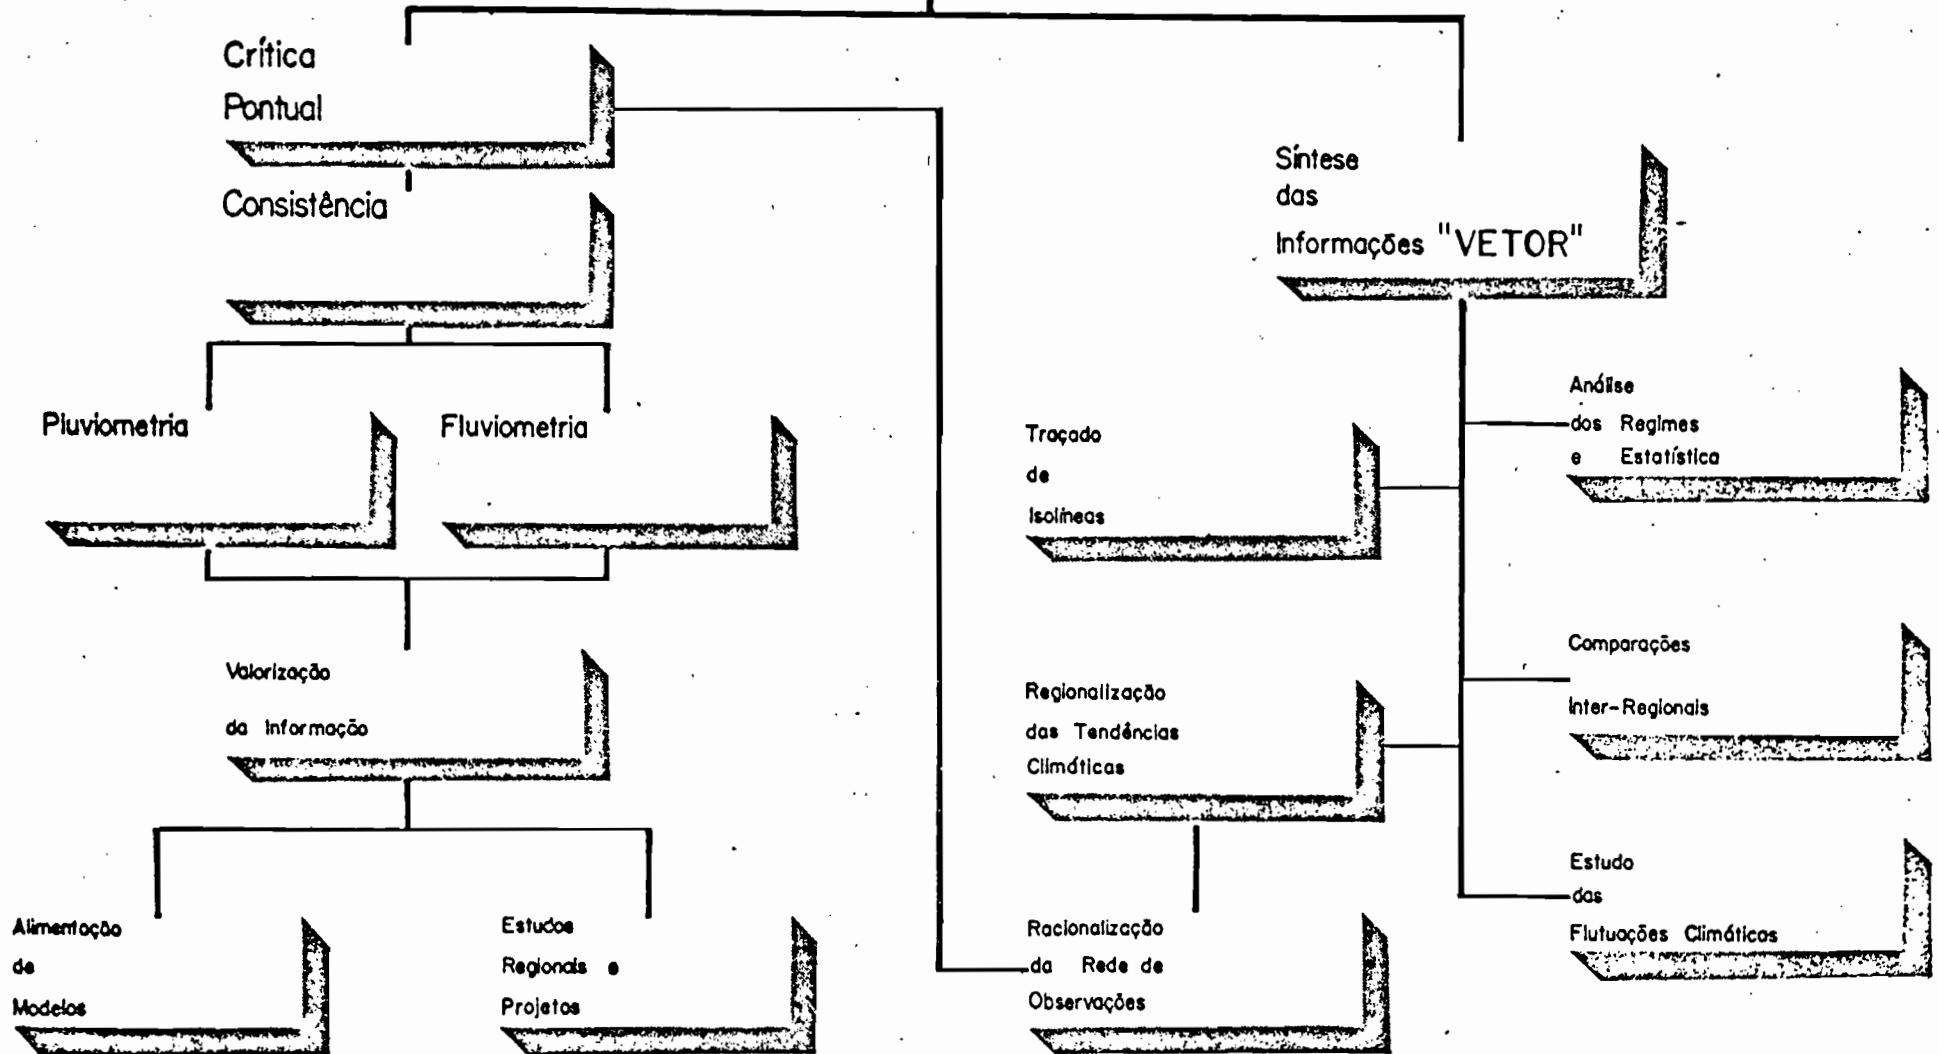 Crítica
Pontual
Consistência
Pluviometria
Fluviometria
Valorização
da Informação
Alimentação
de
Modelos
Estudos
Regionais e
Projetos
Síntese
das
Informações "VETOR"
Traçado
de
Isolíneas
Regionalização
das Tendências
Climáticas
Racionalização
da Rede de
Observações
Análise
dos Regimes
e Estatística
Comparações
Inter-Regionais
Estudo
das
Flutuações Climáticas